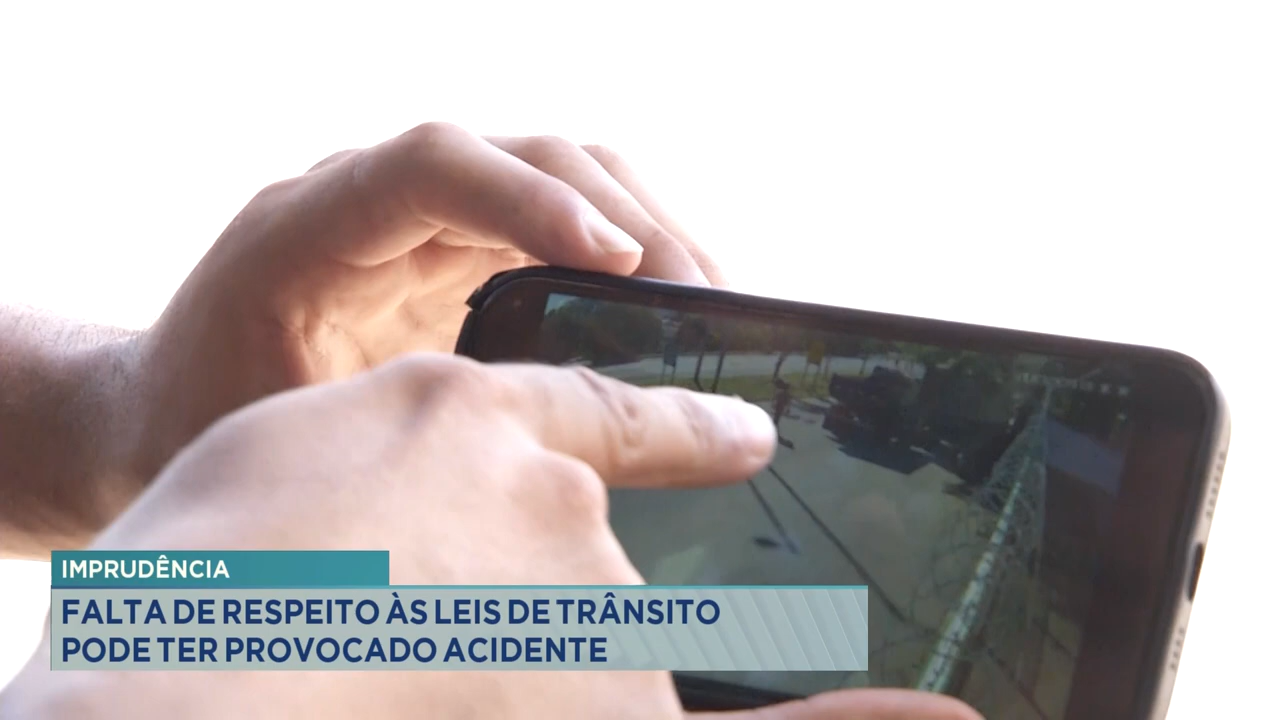 IMPRUDÊNCIA
FALTA DE RESPEITO ÀS LEIS DE TRÂNSITO
PODE TER PROVOCADO ACIDENTE